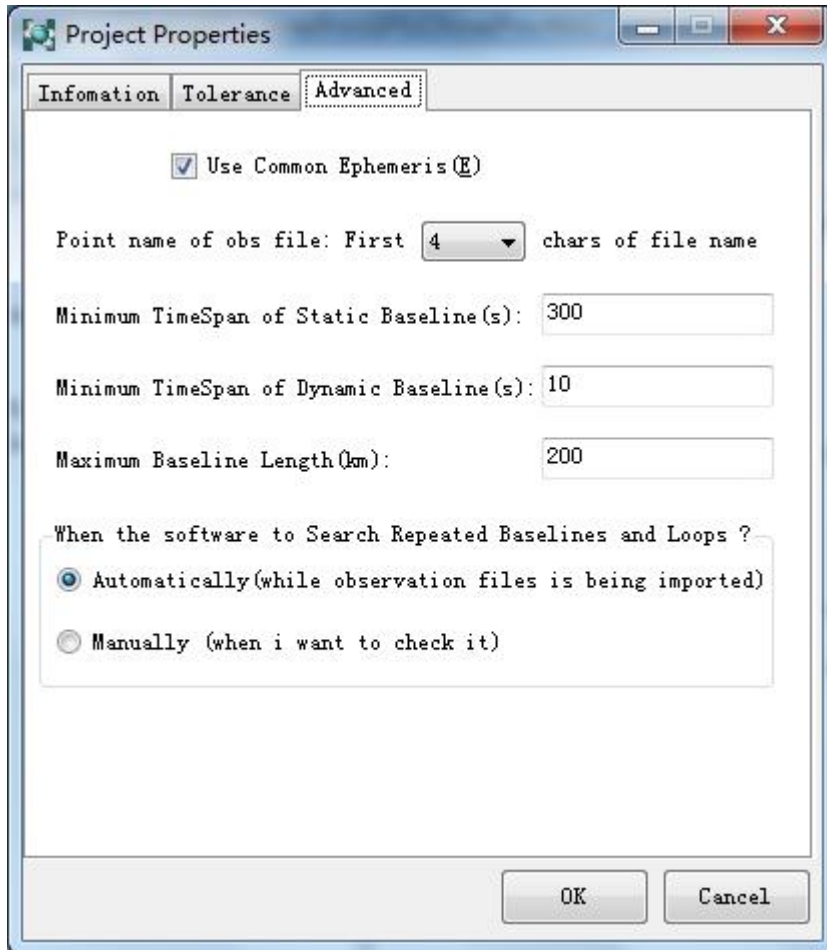 Project Properties
Infomation Tolerance Advanced
Use Common Ephemeris(E)
Point name of obs file: First 4 chars of file name
Minimum TimeSpan of Static Baseline(s): 300
Minimum TimeSpan of Dynamic Baseline(s): 10
Maximum Baseline Length(km): 200
When the software to Search Repeated Baselines and Loops ?
Automatically(while observation files is being imported)
Manually (when i want to check it)
OK Cancel